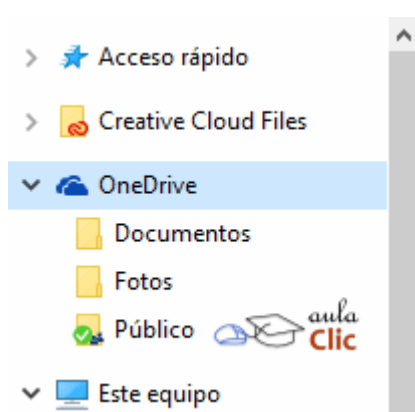 Acceso rápido
Creative Cloud Files
OneDrive
Documentos
Fotos
Público
aula
Clic
Este equipo